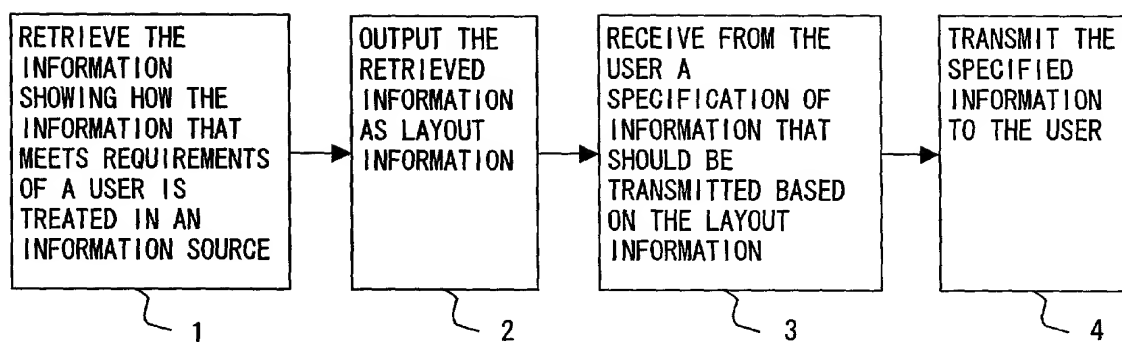 RETRIEVE THE
INFORMATION
SHOWING HOW THE
INFORMATION THAT
MEETS REQUIREMENTS
OF A USER IS
TREATED IN AN
INFORMATION SOURCE
1
OUTPUT THE
RETRIEVED
INFORMATION
AS LAYOUT
INFORMATION
2
RECEIVE FROM THE
USER A
SPECIFICATION OF
INFORMATION THAT
SHOULD BE
TRANSMITTED BASED
ON THE LAYOUT
INFORMATION
3
TRANSMIT THE
SPECIFIED
INFORMATION
TO THE USER
4